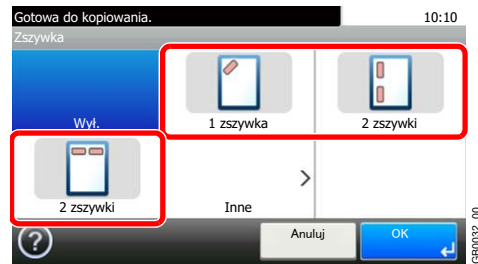 Gotowa do kopiowania. 10:10
Zszywka
Wył. 1 zszywka 2 zszywki
2 zszywki Inne
? Anuluj OK
GB0032_00